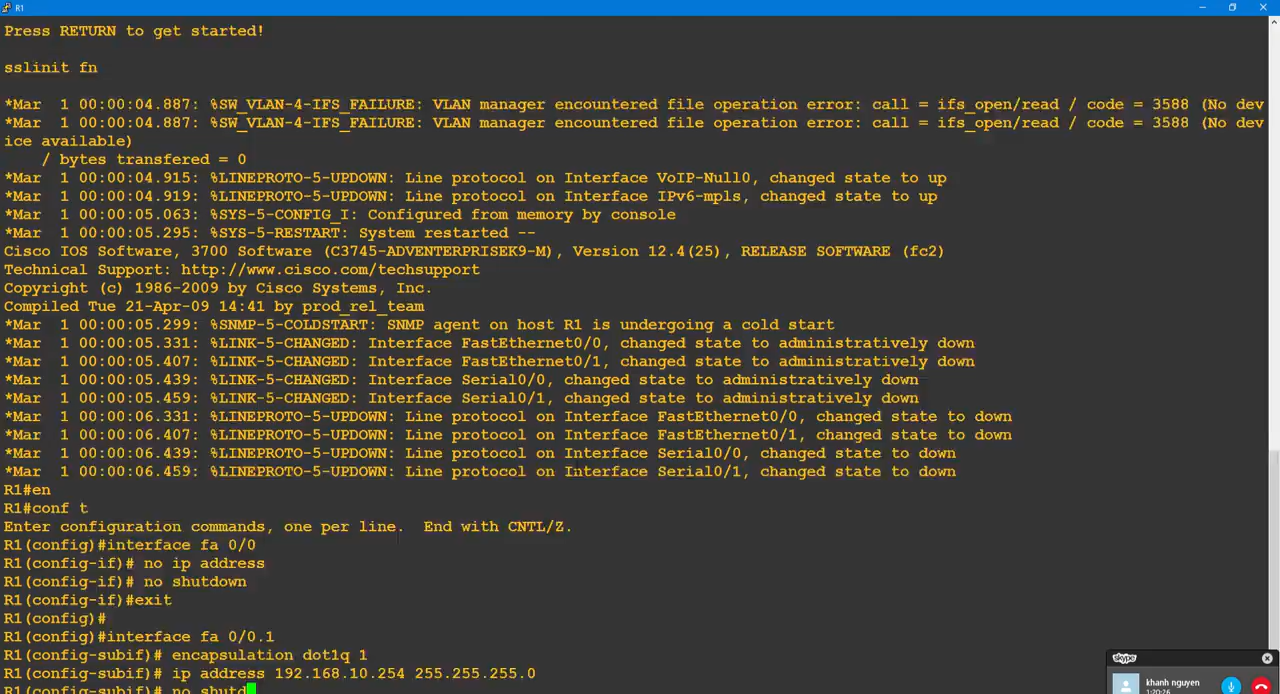 R1
Press RETURN to get started!
sslinit fn
*Mar  1 00:00:04.887: %SW_VLAN-4-IFS_FAILURE: VLAN manager encountered file operation error: call = ifs_open/read / code = 3588 (No dev
*Mar  1 00:00:04.887: %SW_VLAN-4-IFS_FAILURE: VLAN manager encountered file operation error: call = ifs_open/read / code = 3588 (No dev
ice available)
/ bytes transfered = 0
*Mar  1 00:00:04.915: %LINEPROTO-5-UPDOWN: Line protocol on Interface VoIP-Null0, changed state to up
*Mar  1 00:00:04.919: %LINEPROTO-5-UPDOWN: Line protocol on Interface IPv6-mpls, changed state to up
*Mar  1 00:00:05.063: %SYS-5-CONFIG_I: Configured from memory by console
*Mar  1 00:00:05.295: %SYS-5-RESTART: System restarted --
Cisco IOS Software, 3700 Software (C3745-ADVENTERPRISEK9-M), Version 12.4(25), RELEASE SOFTWARE (fc2)
Technical Support: http://www.cisco.com/techsupport
Copyright (c) 1986-2009 by Cisco Systems, Inc.
Compiled Tue 21-Apr-09 14:41 by prod_rel_team
*Mar  1 00:00:05.299: %SNMP-5-COLDSTART: SNMP agent on host R1 is undergoing a cold start
*Mar  1 00:00:05.331: %LINK-5-CHANGED: Interface FastEthernet0/0, changed state to administratively down
*Mar  1 00:00:05.407: %LINK-5-CHANGED: Interface FastEthernet0/1, changed state to administratively down
*Mar  1 00:00:05.439: %LINK-5-CHANGED: Interface Serial0/0, changed state to administratively down
*Mar  1 00:00:05.459: %LINK-5-CHANGED: Interface Serial0/1, changed state to administratively down
*Mar  1 00:00:06.331: %LINEPROTO-5-UPDOWN: Line protocol on Interface FastEthernet0/0, changed state to down
*Mar  1 00:00:06.407: %LINEPROTO-5-UPDOWN: Line protocol on Interface FastEthernet0/1, changed state to down
*Mar  1 00:00:06.439: %LINEPROTO-5-UPDOWN: Line protocol on Interface Serial0/0, changed state to down
*Mar  1 00:00:06.459: %LINEPROTO-5-UPDOWN: Line protocol on Interface Serial0/1, changed state to down
R1#en
R1#conf t
Enter configuration commands, one per line.  End with CNTL/Z.
R1(config)#interface fa 0/0
R1(config-if)# no ip address
R1(config-if)# no shutdown
R1(config-if)#exit
R1(config)#
R1(config)#interface fa 0/0.1
R1(config-subif)# encapsulation dot1q 1
R1(config-subif)# ip address 192.168.10.254 255.255.255.0
R1(config-subif)# no shutd
skype
khanh nguyen
1:20:26